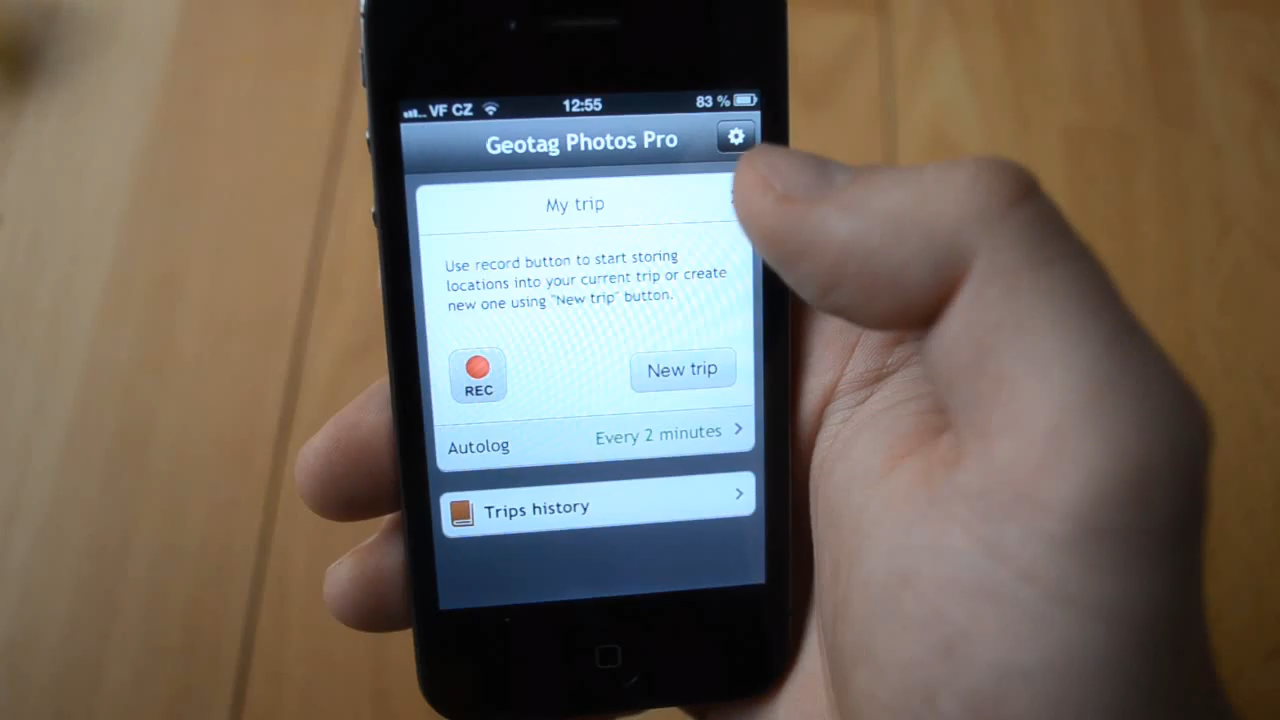 VF CZ 12:55 83 %
Geotag Photos Pro
My trip
Use record button to start storing
locations into your current trip or create
new one using "New trip" button.
REC New trip
Autolog Every 2 minutes
Trips history